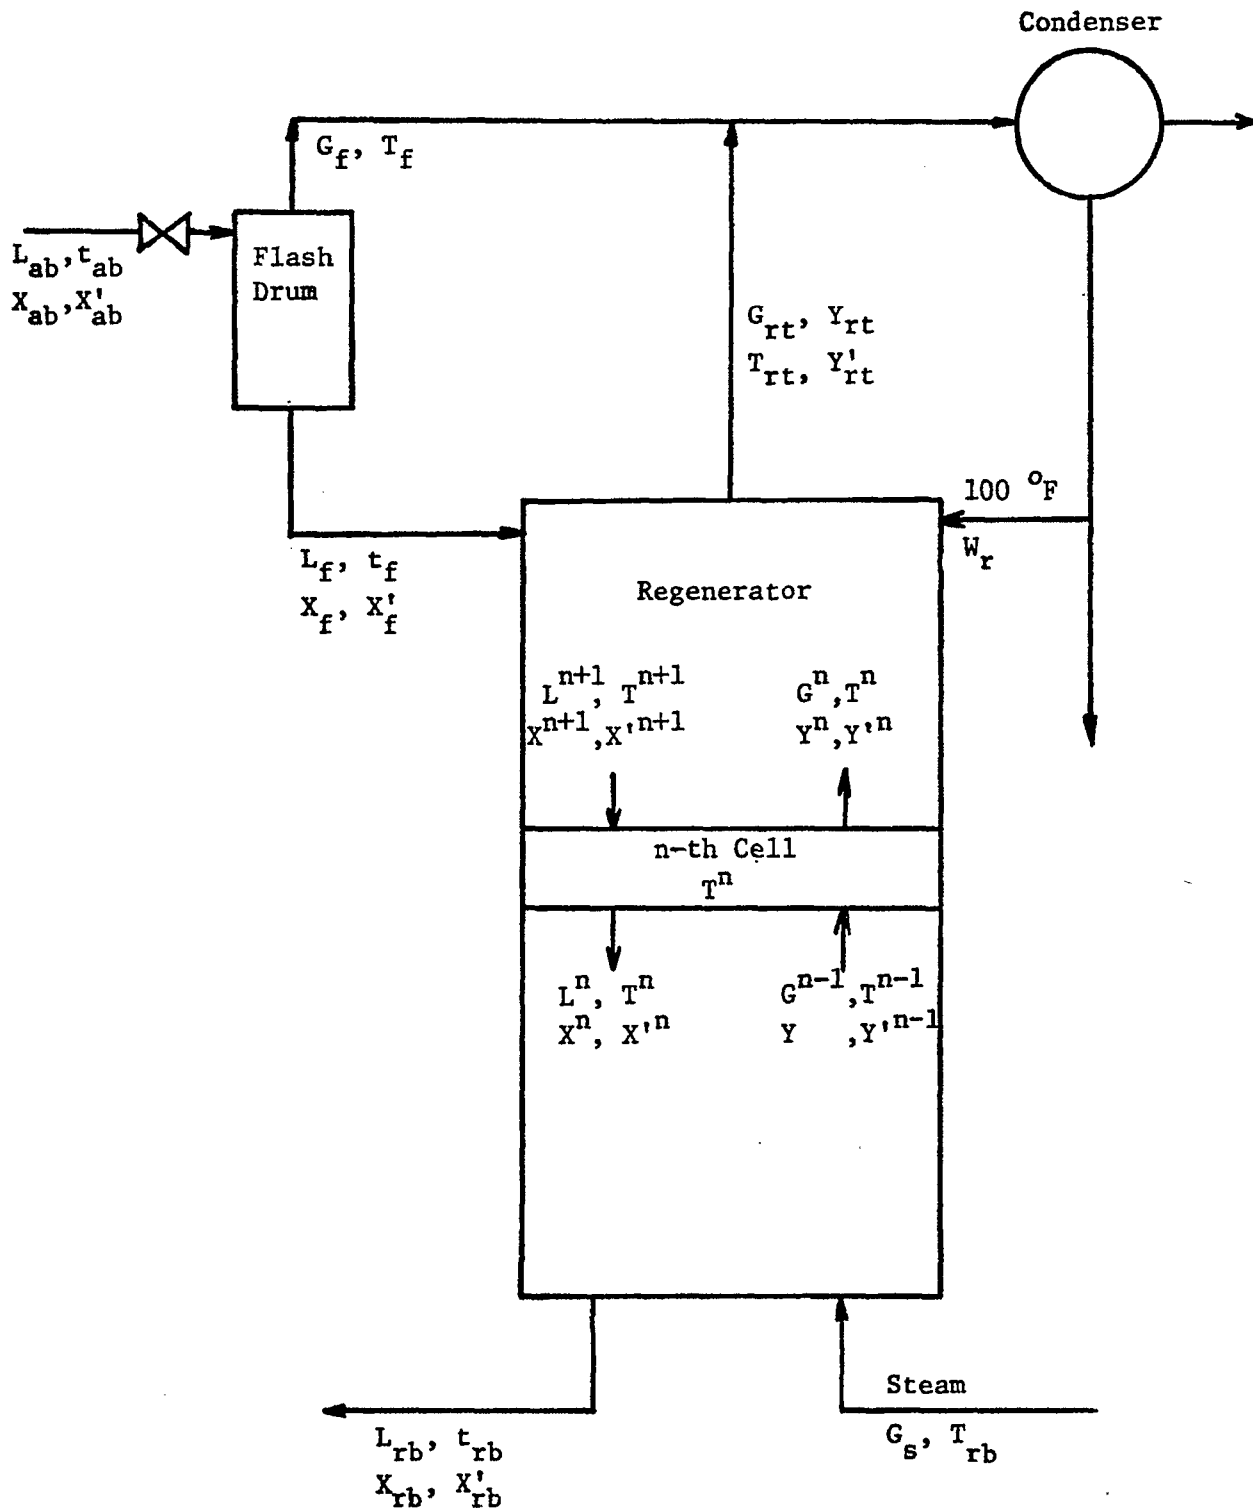 Condenser
G_f, T_f
L_ab, t_ab
X_ab, X'_ab
Flash
Drum
G_rt, Y_rt
T_rt, Y'_rt
100 °F
W_r
L_f, t_f
X_f, X'_f
Regenerator
L^n+1, T^n+1
X^n+1, X'^n+1
G^n, T^n
Y^n, Y'^n
n-th Cell
T^n
L^n, T^n
X^n, X'^n
G^n-1, T^n-1
Y , Y'^n-1
Steam
G_s, T_rb
L_rb, t_rb
X_rb, X'_rb